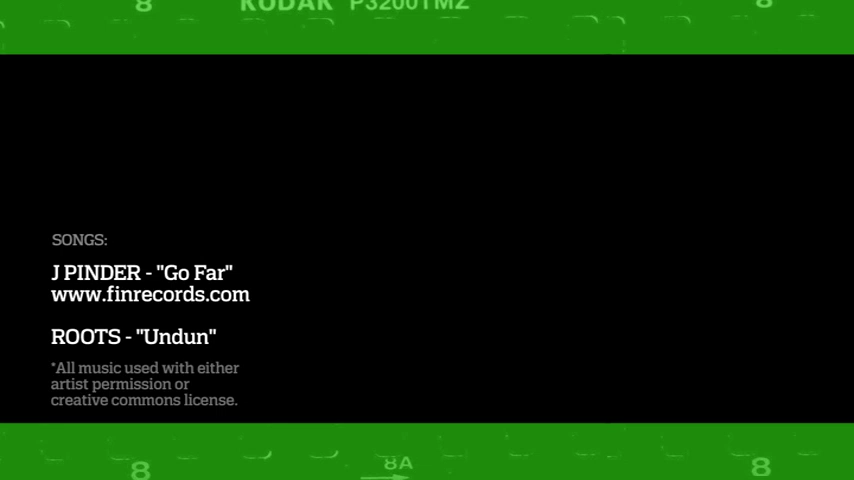 8 KODAK P3200TMZ 8
SONGS:
J PINDER - "Go Far"
www.finrecords.com
ROOTS - "Undun"
*All music used with either
artist permission or
creative commons license.
8 8A 8